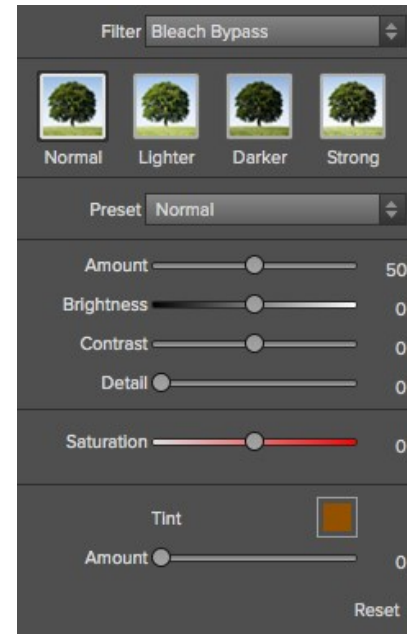 Filter Bleach Bypass
Normal Lighter Darker Strong
Preset Normal
Amount 50
Brightness 0
Contrast 0
Detail 0
Saturation 0
Tint
Amount 0
Reset